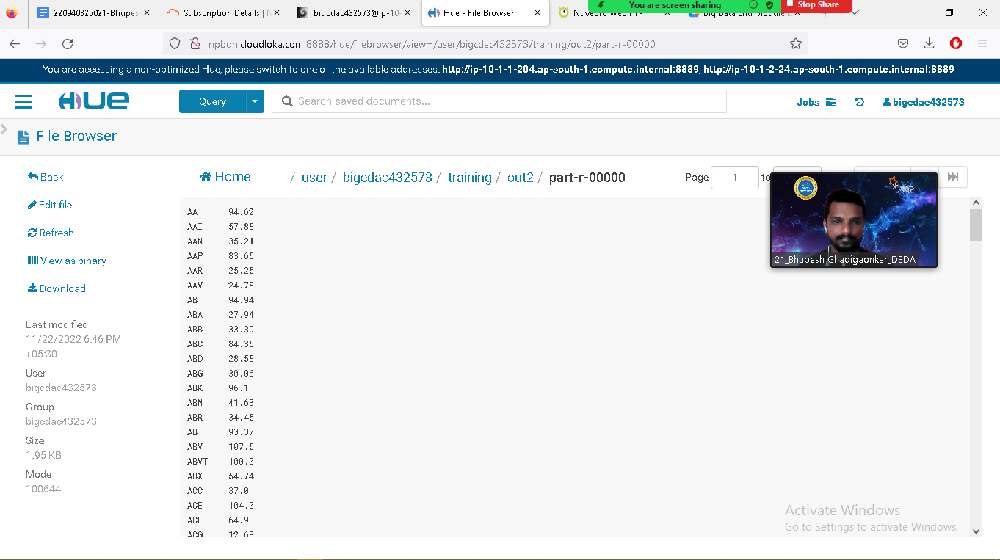 220940325021-Bhupesh
Subscription Details | N
bigcdac432573@ip-10-
Hue - File Browser
You are screen sharing
Stop Share
npbdh.cloudloka.com:8888/hue/filebrowser/view=/user/bigcdac432573/training/out2/part-r-00000
You are accessing a non-optimized Hue, please switch to one of the available addresses: http://ip-10-1-1-204.ap-south-1.compute.internal:8889, http://ip-10-1-2-24.ap-south-1.compute.internal:8889
HUE
Query
Search saved documents...
Jobs
bigcdac432573
File Browser
Back
Home / user / bigcdac432573 / training / out2 / part-r-00000
Page 1 to
Edit file
Refresh
View as binary
Download
Last modified
11/22/2022 6:46 PM
+05:30
User
bigcdac432573
Group
bigcdac432573
Size
1.95 KB
Mode
100644
AA 94.62
AAI 57.88
AAN 35.21
AAP 83.65
AAR 25.25
AAV 24.78
AB 94.94
ABA 27.94
ABB 33.39
ABC 84.35
ABD 28.58
ABG 30.06
ABK 96.1
ABM 41.63
ABR 34.45
ABT 93.37
ABV 107.5
ABVT 100.0
ABX 54.74
ACC 37.0
ACE 104.0
ACF 64.9
ACG 12.63
21_Bhupesh Ghadigaonkar_DBDA
Activate Windows
Go to Settings to activate Windows.